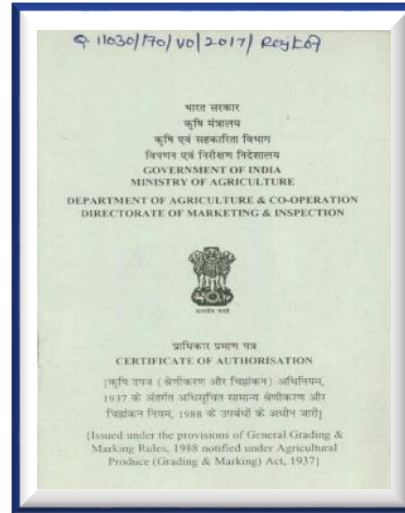 Q-11030/170/VO/2017/Rajkot
भारत सरकार
कृषि मंत्रालय
कृषि एवं सहकारिता विभाग
विपणन एवं निरीक्षण निदेशालय
GOVERNMENT OF INDIA
MINISTRY OF AGRICULTURE
DEPARTMENT OF AGRICULTURE & CO-OPERATION
DIRECTORATE OF MARKETING & INSPECTION
सत्यमेव जयते
प्राधिकार प्रमाण पत्र
CERTIFICATE OF AUTHORISATION
{कृषि उपज (श्रेणीकरण और चिह्नांकन) अधिनियम,
1937 के अंतर्गत अधिसूचित सामान्य श्रेणीकरण और
चिह्नांकन नियम, 1988 के उपबंधों के अधीन जारी}
{Issued under the provisions of General Grading &
Marking Rules, 1988 notified under Agricultural
Produce (Grading & Marking) Act, 1937}